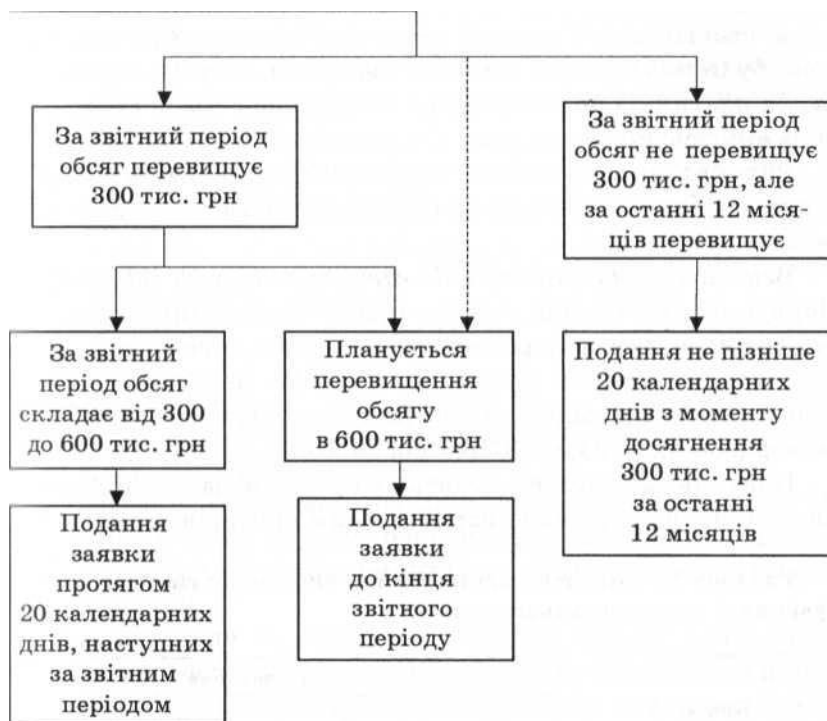 За звітний період
обсяг перевищує
300 тис. грн
За звітний період
обсяг не перевищує
300 тис. грн, але
за останні 12 міся-
ців перевищує
За звітний
період обсяг
складає від 300
до 600 тис. грн
Планується
перевищення
обсягу
в 600 тис. грн
Подання не пізніше
20 календарних
днів з моменту
досягнення
300 тис. грн
за останні
12 місяців
Подання
заявки
протягом
20 календарних
днів, наступних
за звітним
періодом
Подання
заявки
до кінця
звітного
періоду